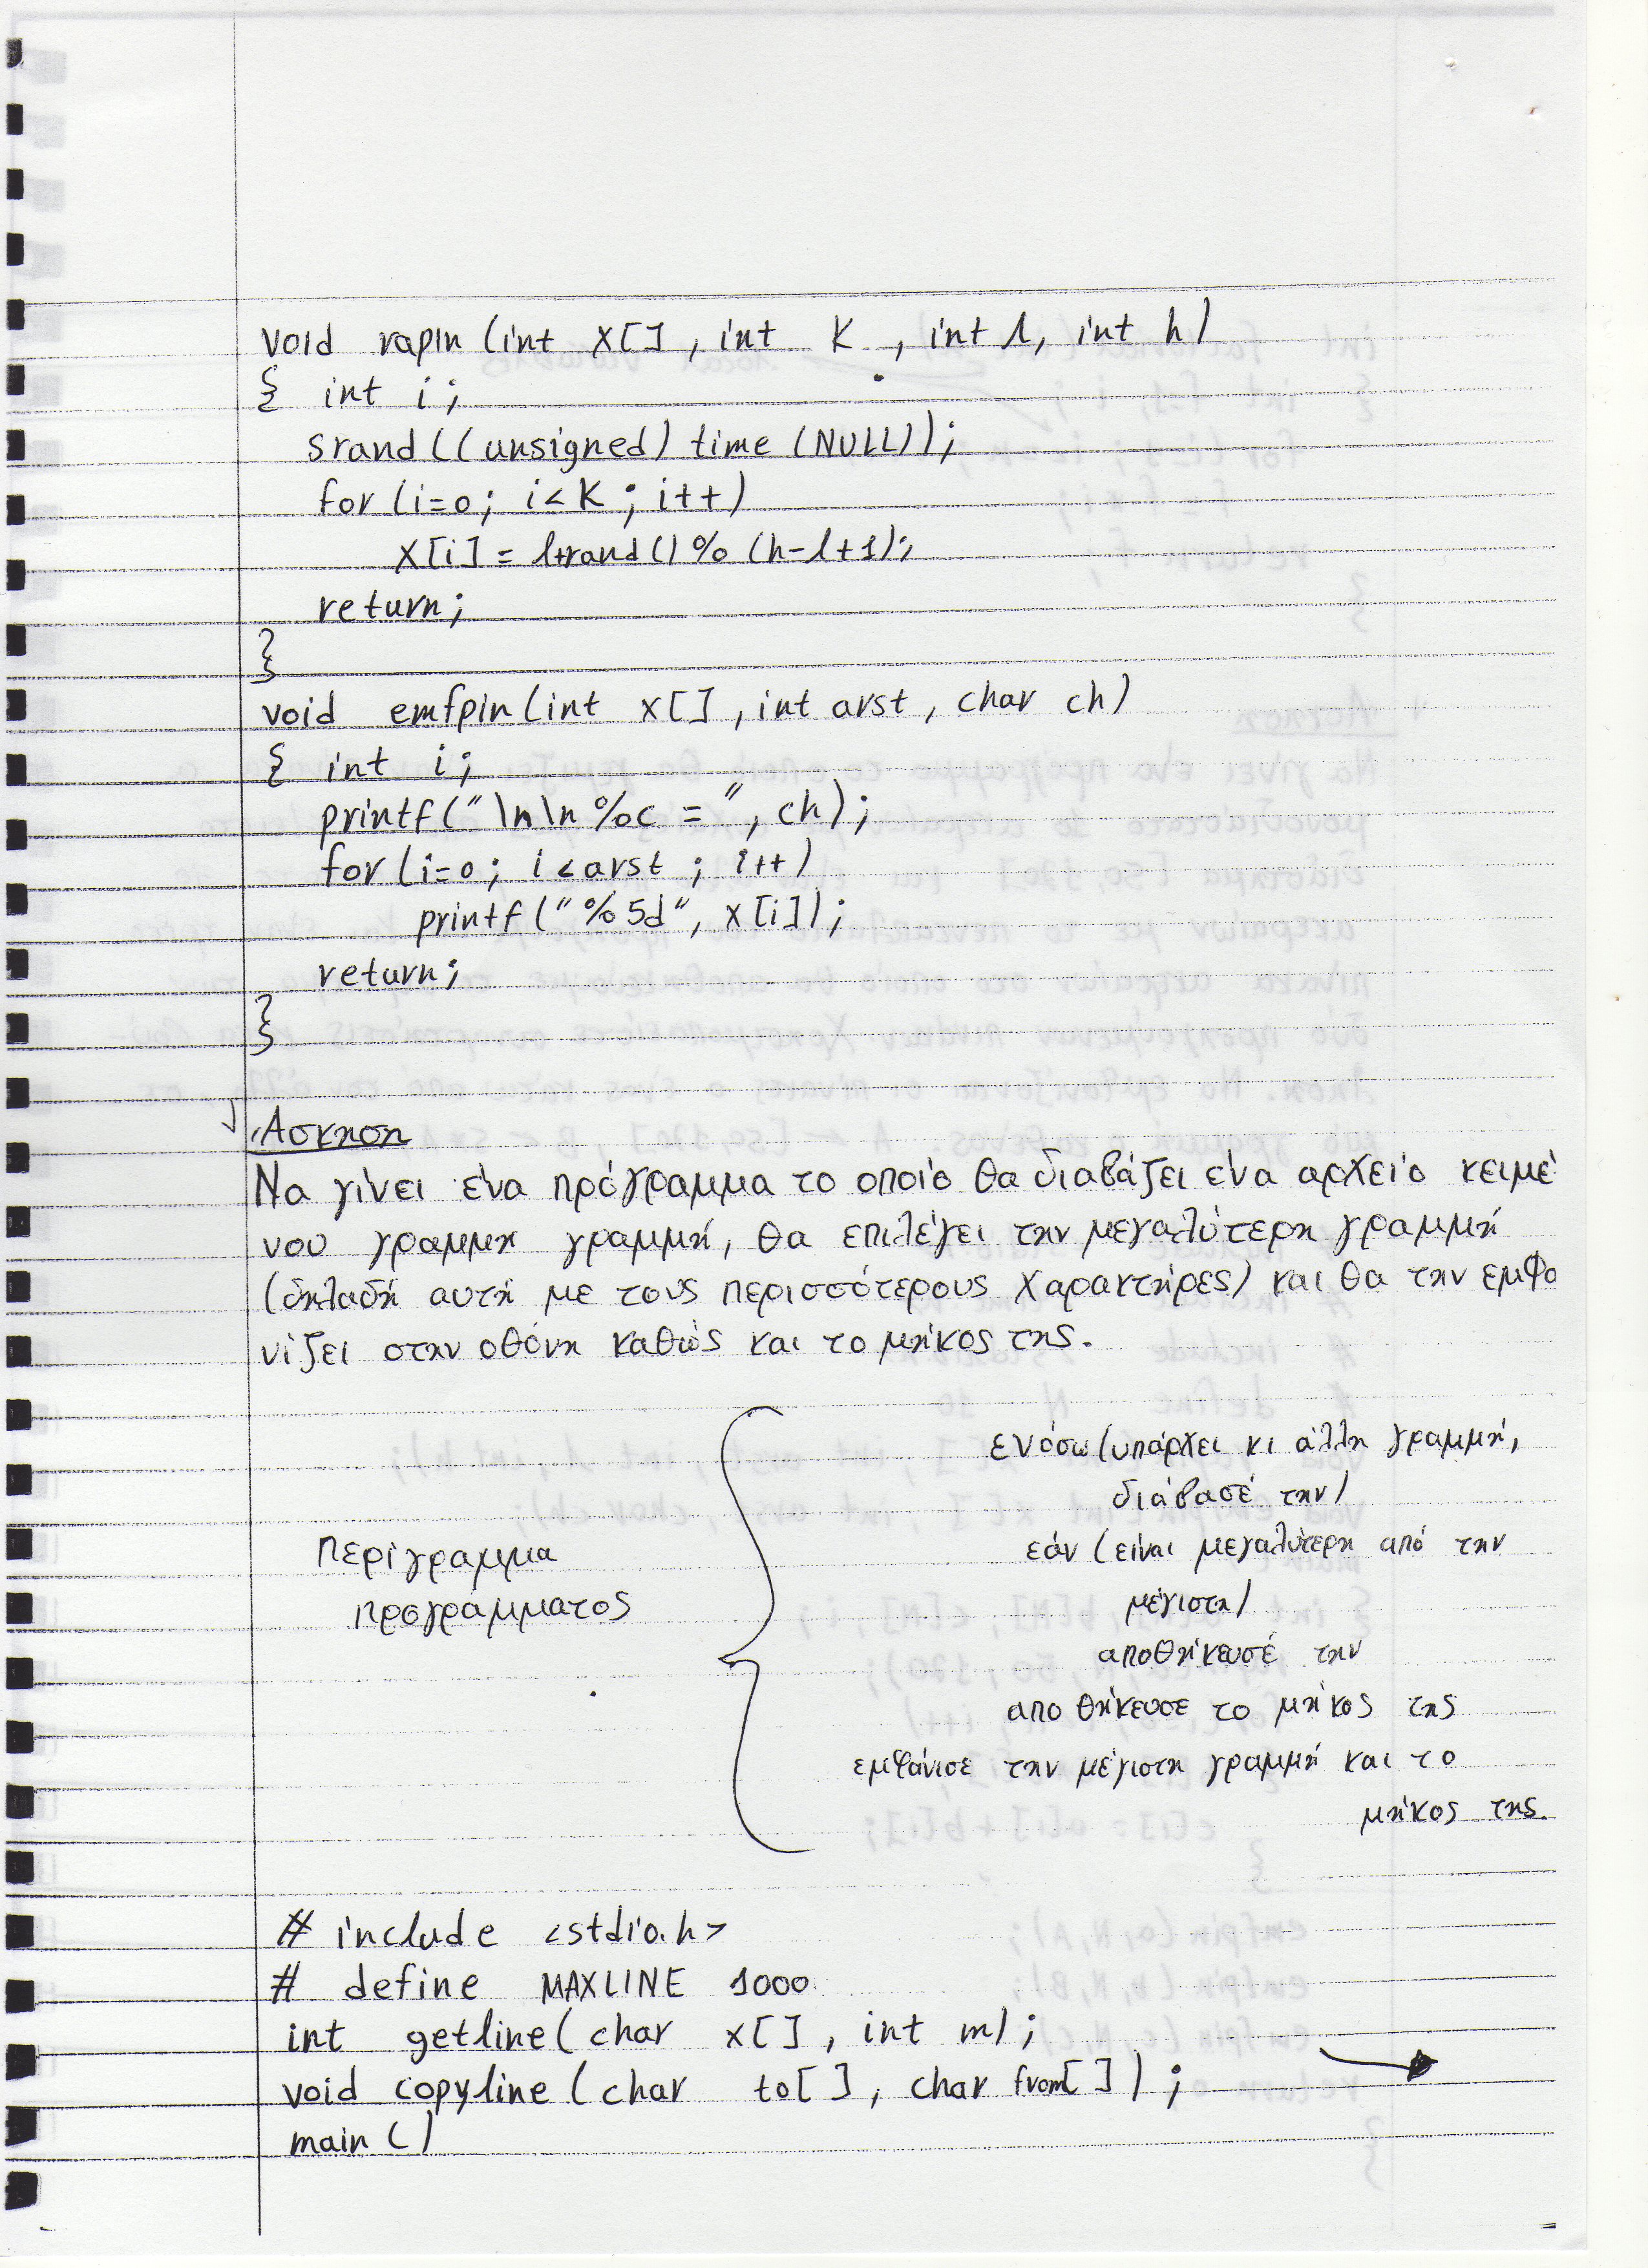 void rapin (int x[], int k, int l, int h)
{ int i;
srand((unsigned) time (NULL));
for (i=0; i<k; i++)
x[i] = l+rand()%(h-l+1);
return;
}
void emfpin (int x[], int arst, char ch)
{ int i;
printf("\n\n%c =", ch);
for (i=0; i<arst; i++)
printf("%5d", x[i]);
return;
}
Άσκηση
Να γίνει ένα πρόγραμμα το οποίο θα διαβάζει ένα αρχείο κειμέ
νου γραμμη γραμμή, θα επιλέγει την μεγαλύτερη γραμμή
(δηλαδή αυτή με τους περισσότερους χαρακτήρες) και θα την εμφα
νίζει στην οθόνη καθώς και το μήκος της.
Περίγραμμα
προγράμματος
ενόσω (υπάρχει κι άλλη γραμμή,
διάβασέ την)
εάν (είναι μεγαλύτερη από την
μέγιστη)
αποθήκευσέ την
αποθήκευσε το μήκος της
εμφάνισε την μέγιστη γραμμή και το
μήκος της.
# include <stdio.h>
# define MAXLINE 1000
int getline( char x[], int m);
void copyline (char to[], char from[]);
main ()